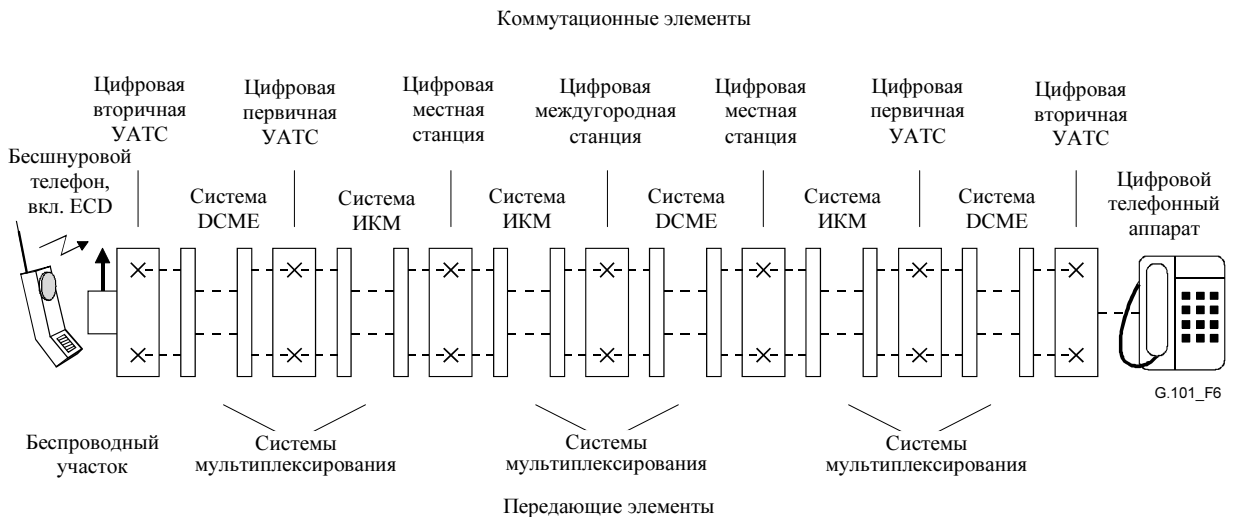 Коммутационные элементы
Цифровая
вторичная
УАТС
Цифровая
первичная
УАТС
Цифровая
местная
станция
Цифровая
междугородная
станция
Цифровая
местная
станция
Цифровая
первичная
УАТС
Цифровая
вторичная
УАТС
Бесшнуровой
телефон,
вкл. ECD
Система
DCME
Система
ИКМ
Система
ИКМ
Система
DCME
Система
ИКМ
Система
DCME
Цифровой
телефонный
аппарат
G.101_F6
Беспроводный
участок
Системы
мультиплексирования
Системы
мультиплексирования
Системы
мультиплексирования
Передающие элементы